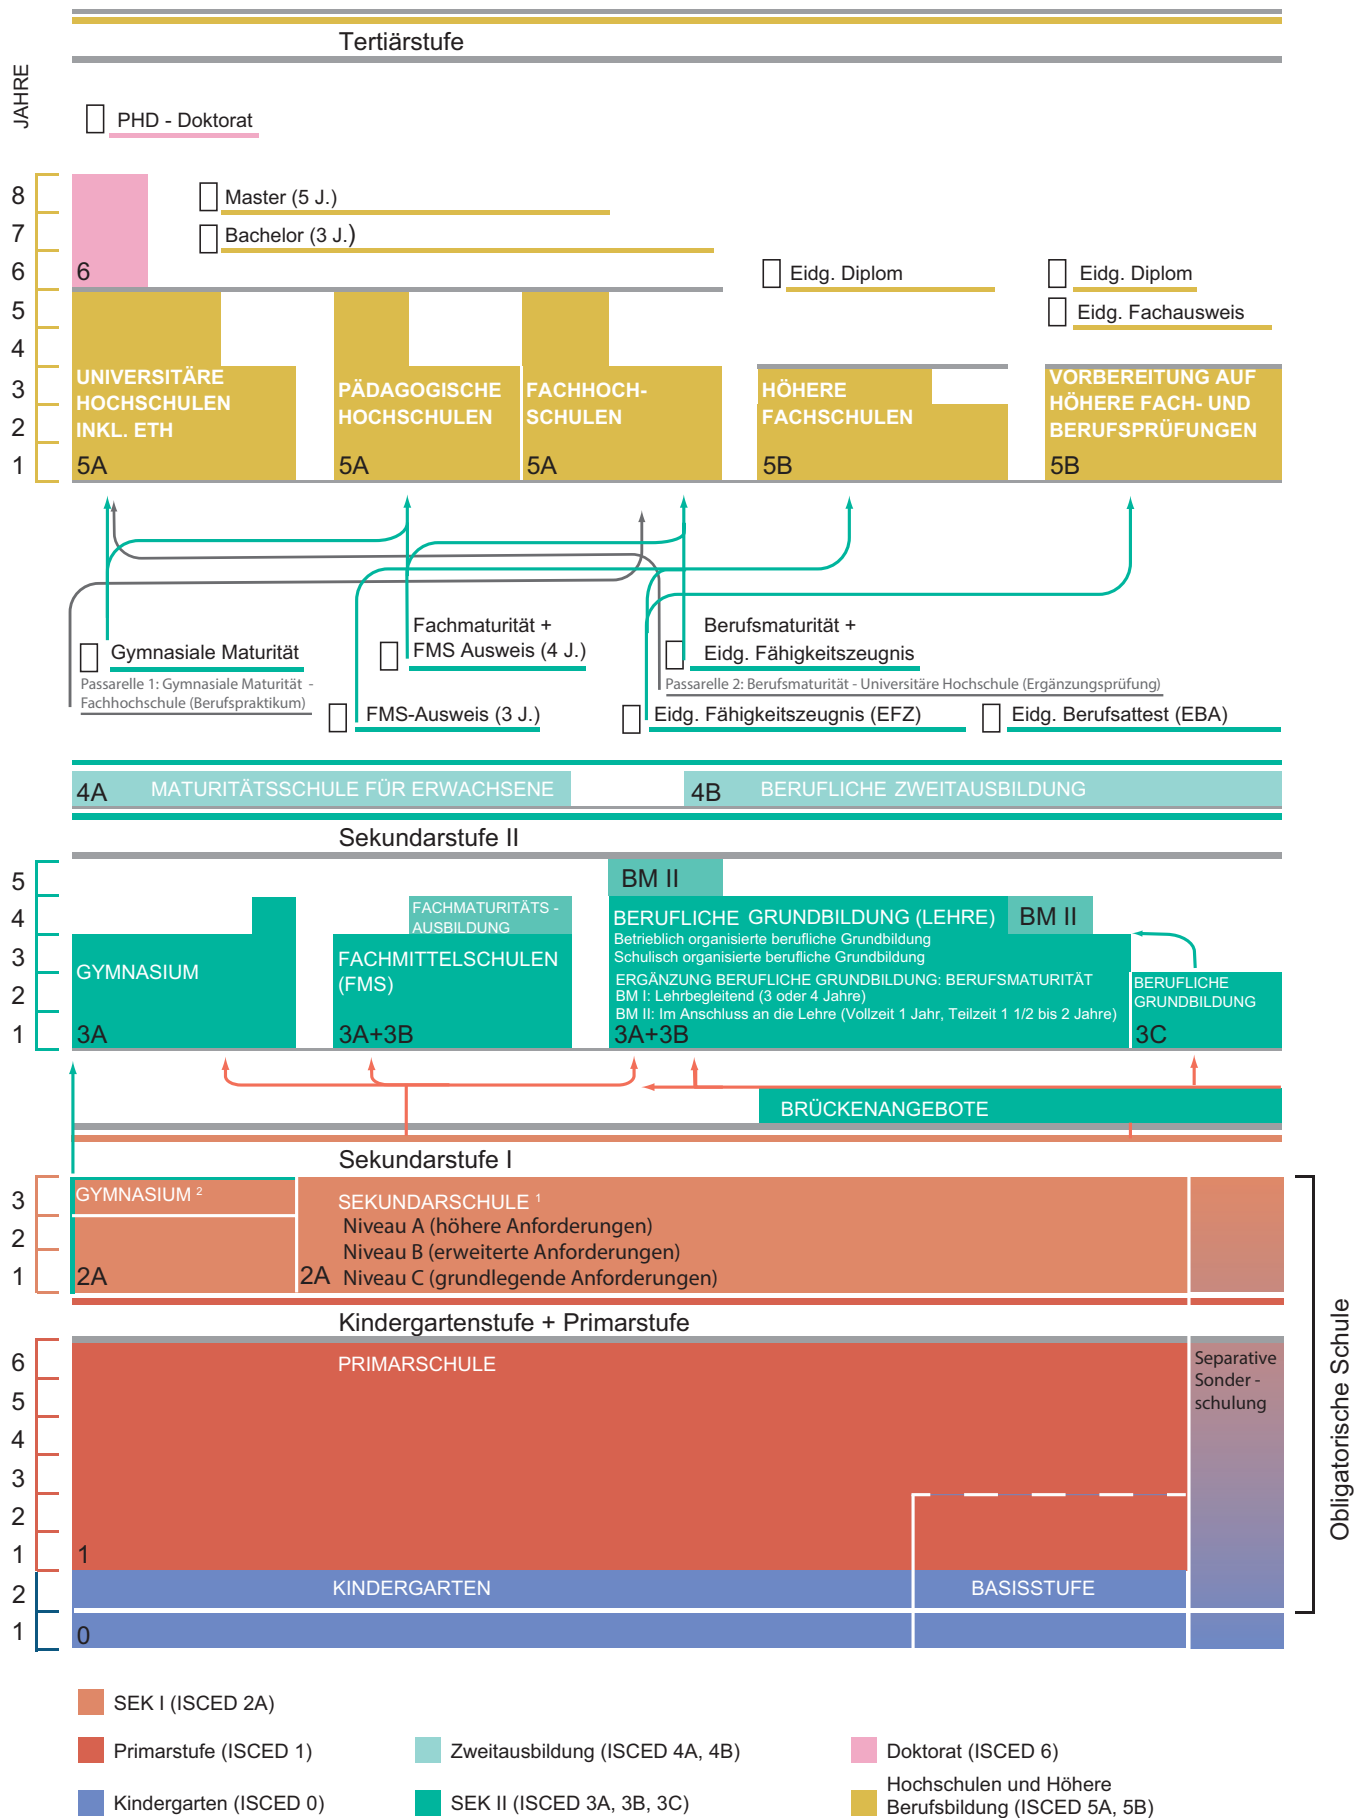 Tertiärstufe
JAHRE
PHD - Doktorat
8
Master (5 J.)
7
Bachelor (3 J.)
6
6
Eidg. Diplom
Eidg. Diplom
5
Eidg. Fachausweis
4
3
2
1
UNIVERSITÄRE
HOCHSCHULEN
INKL. ETH
5A
PÄDAGOGISCHE
HOCHSCHULEN
5A
FACHHOCH-
SCHULEN
5A
HÖHERE
FACHSCHULEN
5B
VORBEREITUNG AUF
HÖHERE FACH- UND
BERUFSPRÜFUNGEN
5B
Gymnasiale Maturität
Passarelle 1: Gymnasiale Maturität -
Fachhochschule (Berufspraktikum)
Fachmaturität +
FMS Ausweis (4 J.)
Berufsmaturität +
Eidg. Fähigkeitszeugnis
Passarelle 2: Berufsmaturität - Universitäre Hochschule (Ergänzungsprüfung)
FMS-Ausweis (3 J.)
Eidg. Fähigkeitszeugnis (EFZ)
Eidg. Berufsattest (EBA)
4A MATURITÄTSSCHULE FÜR ERWACHSENE
4B BERUFLICHE ZWEITAUSBILDUNG
Sekundarstufe II
5
4
3
2
1
GYMNASIUM
3A
FACHMATURITÄTS -
AUSBILDUNG
FACHMITTELSCHULEN
(FMS)
3A+3B
BM II
BERUFLICHE GRUNDBILDUNG (LEHRE)
BM II
Betrieblich organisierte berufliche Grundbildung
Schulisch organisierte berufliche Grundbildung
ERGÄNZUNG BERUFLICHE GRUNDBILDUNG: BERUFSMATURITÄT
BM I: Lehrbegleitend (3 oder 4 Jahre)
BM II: Im Anschluss an die Lehre (Vollzeit 1 Jahr, Teilzeit 1 1/2 bis 2 Jahre)
3A+3B
BERUFLICHE
GRUNDBILDUNG
3C
BRÜCKENANGEBOTE
Sekundarstufe I
3
2
1
GYMNASIUM ²
2A
SEKUNDARSCHULE ¹
Niveau A (höhere Anforderungen)
Niveau B (erweiterte Anforderungen)
2A Niveau C (grundlegende Anforderungen)
Kindergartenstufe + Primarstufe
6
5
4
3
2
1
PRIMARSCHULE
1
Separative
Sonder -
schulung
2
1
KINDERGARTEN
BASISSTUFE
0
Obligatorische Schule
SEK I (ISCED 2A)
Primarstufe (ISCED 1)
Zweitausbildung (ISCED 4A, 4B)
Doktorat (ISCED 6)
Kindergarten (ISCED 0)
SEK II (ISCED 3A, 3B, 3C)
Hochschulen und Höhere
Berufsbildung (ISCED 5A, 5B)